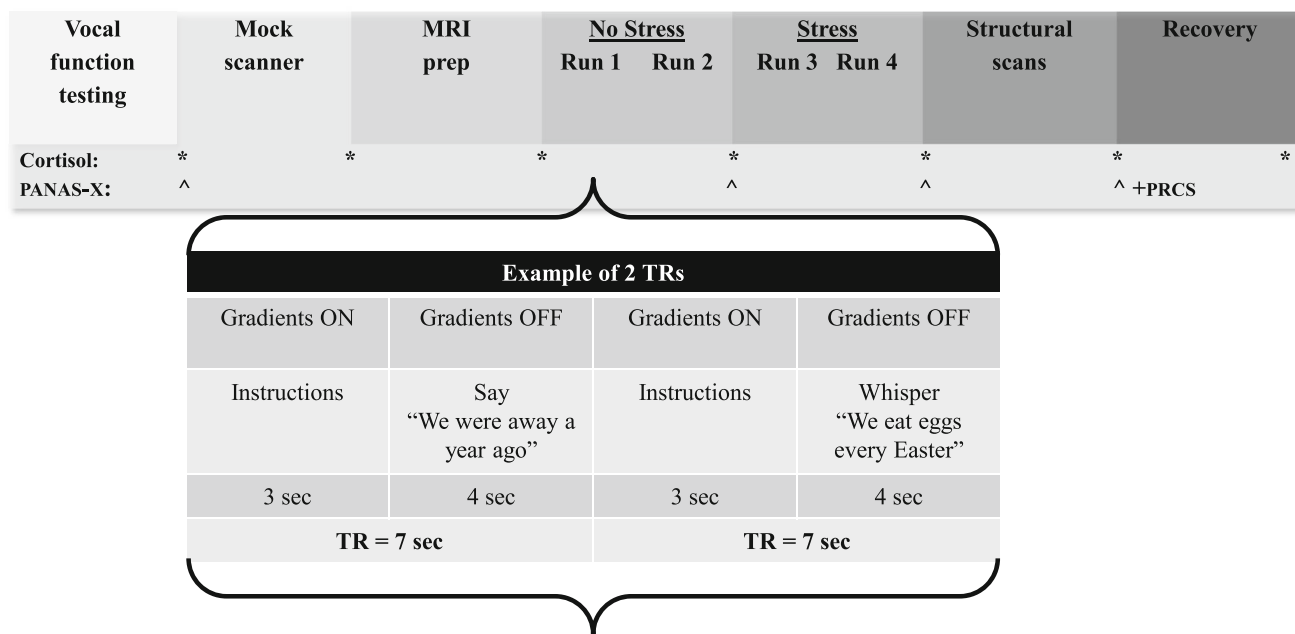 Vocal function testing
Mock scanner
MRI prep
No Stress
Run 1 Run 2
Stress
Run 3 Run 4
Structural scans
Recovery
Cortisol: * * * * * * *
PANAS-X: ^ ^ ^ ^ +PRCS
Example of 2 TRs
Gradients ON Gradients OFF Gradients ON Gradients OFF
Instructions
Say
“We were away a
year ago”
Instructions
Whisper
“We eat eggs
every Easter”
3 sec 4 sec 3 sec 4 sec
TR = 7 sec TR = 7 sec